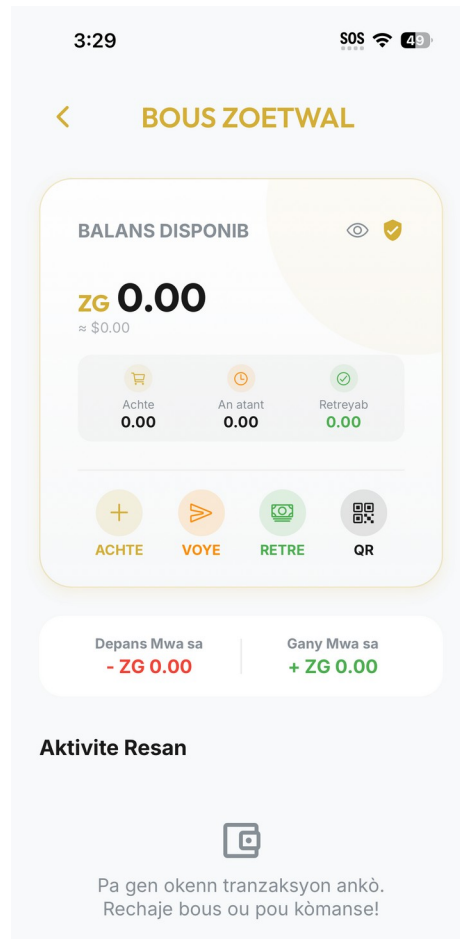 3:29 SOS 49
BOUS ZOETWAL
BALANS DISPONIB
ZG 0.00
≈ $0.00
Achte An atant Retreyab
0.00 0.00 0.00
ACHTE VOYE RETRE QR
Depans Mwa sa Gany Mwa sa
- ZG 0.00 + ZG 0.00
Aktivite Resan
Pa gen okenn tranzaksyon ankò.
Rechaje bous ou pou kòmanse!